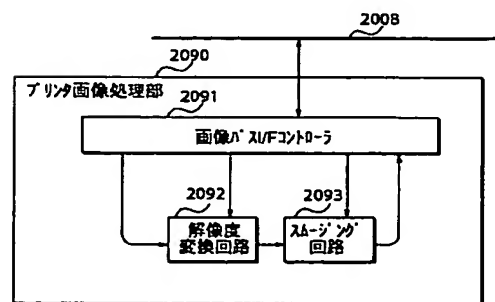 2008
2090
プリンタ画像処理部
2091
画像バスI/Fコントローラ
2092
解像度
変換回路
2093
スムージング
回路